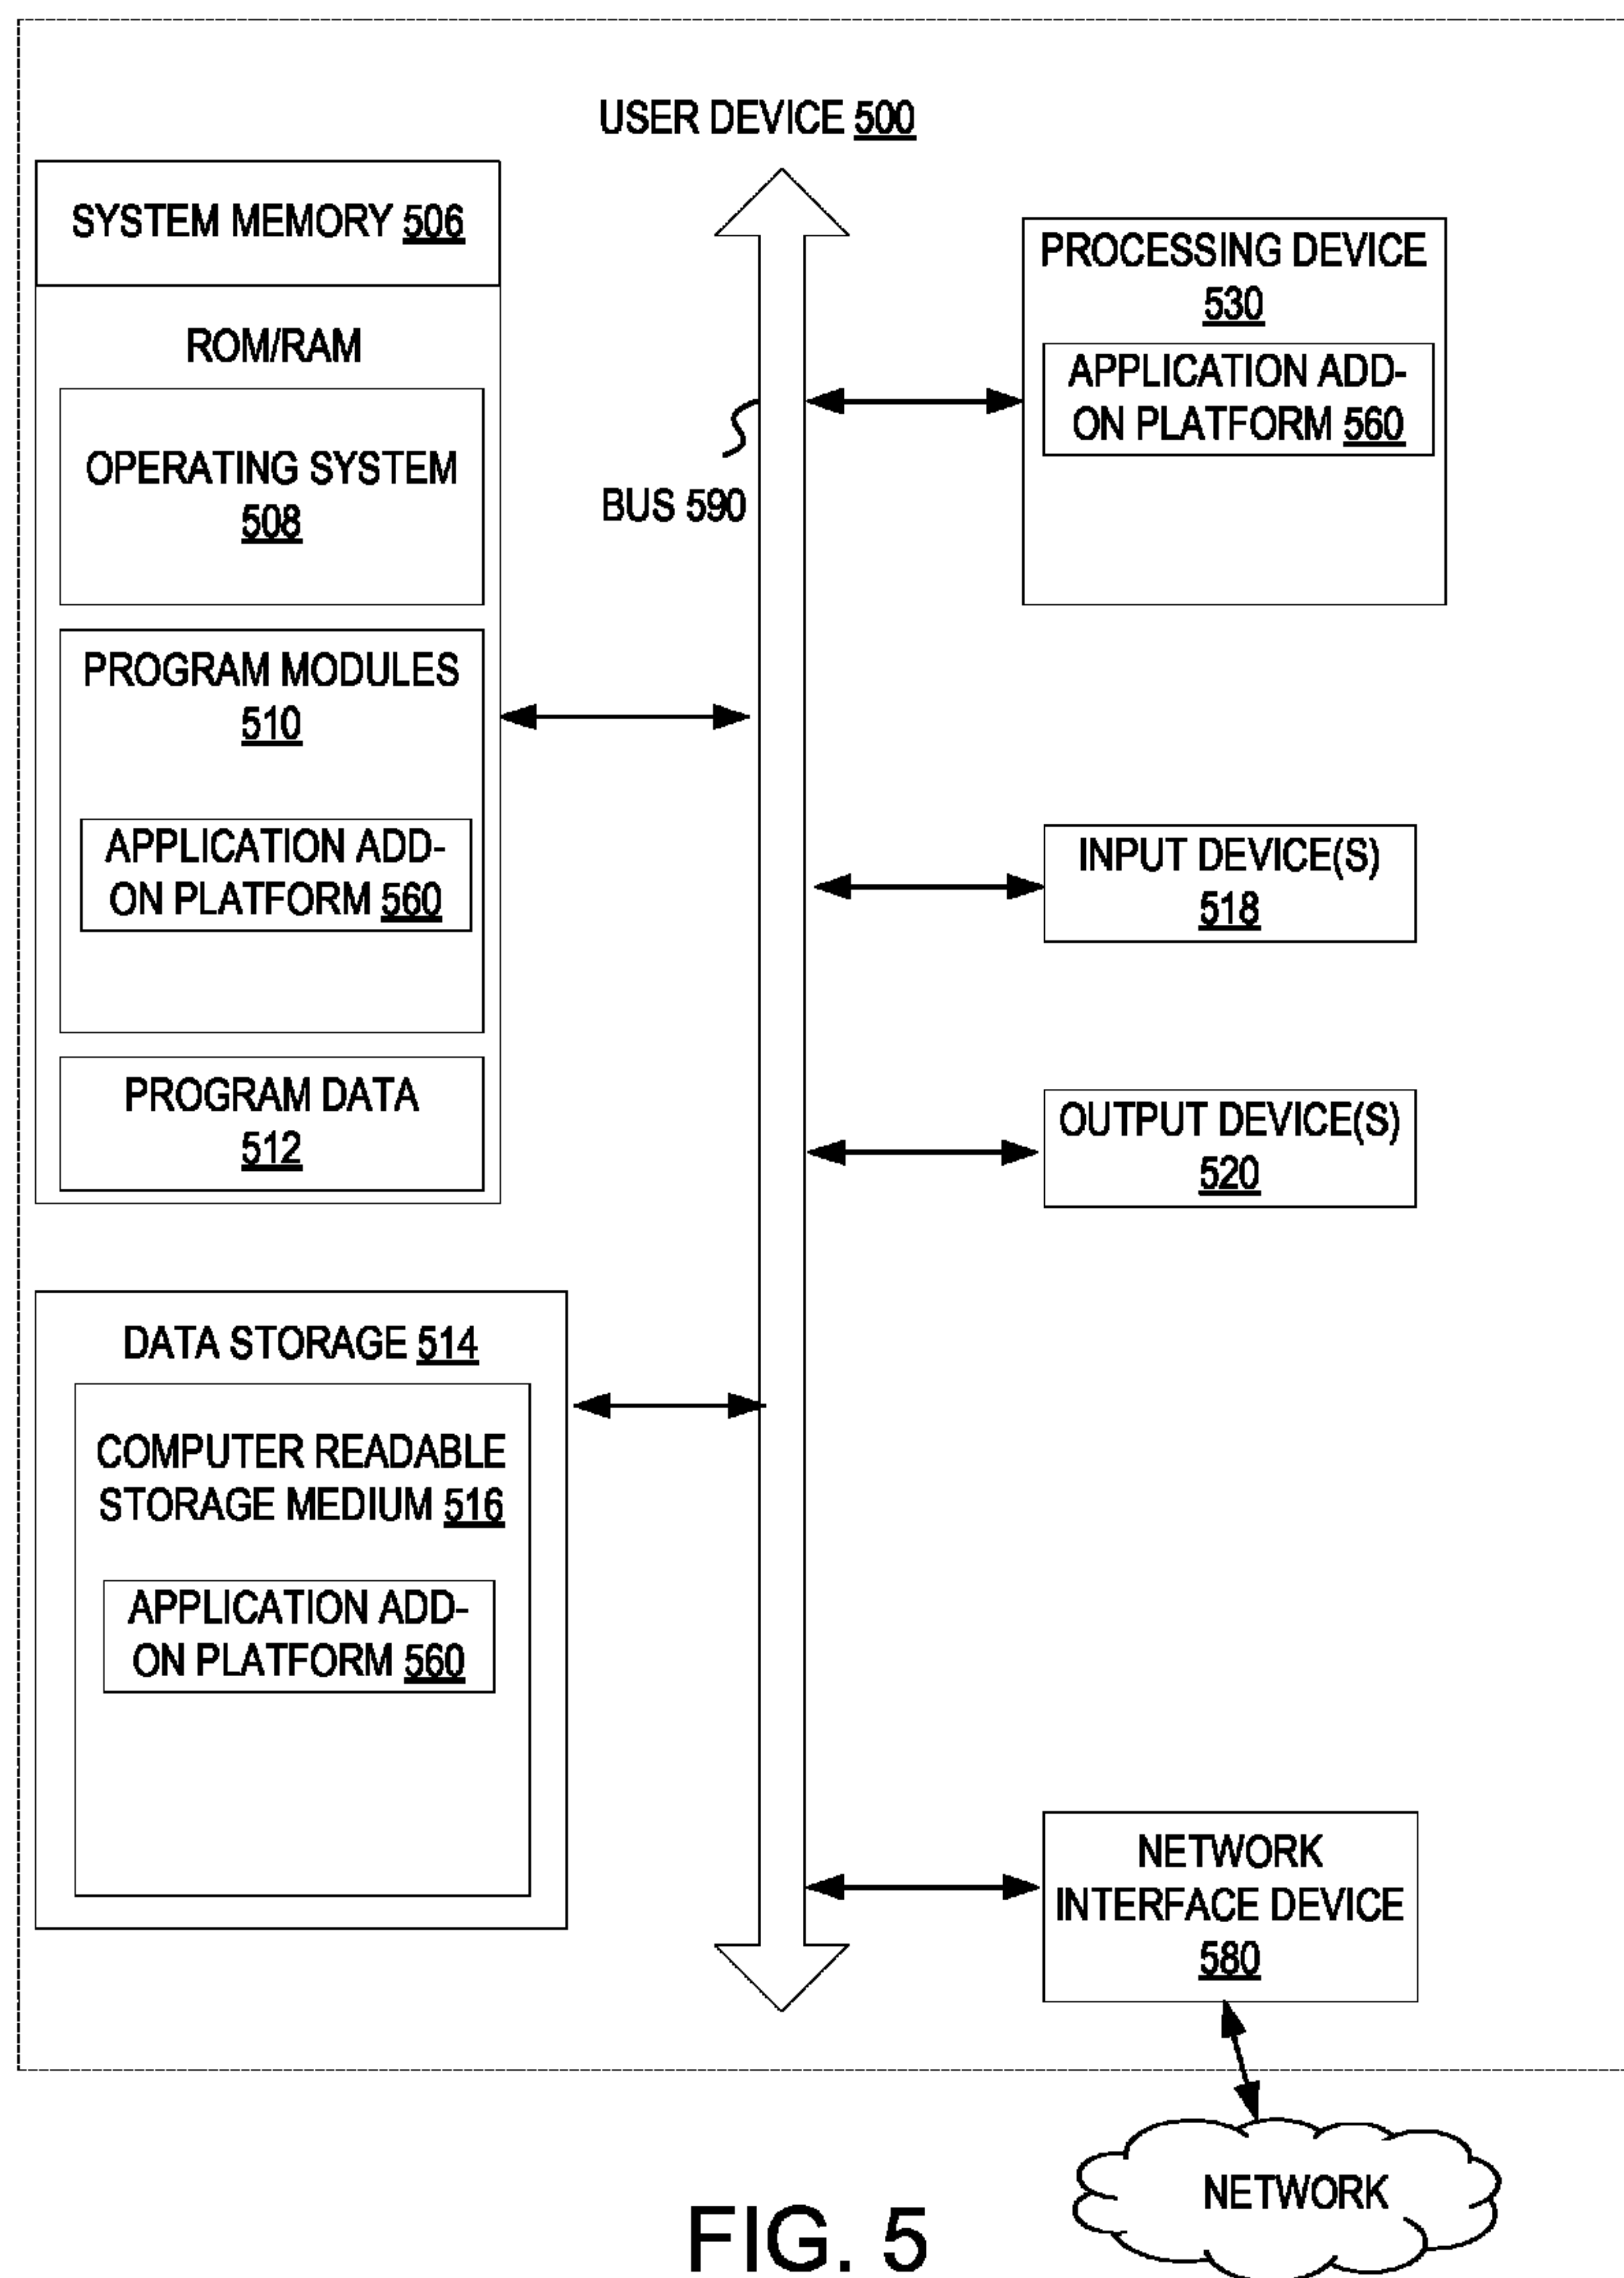 USER DEVICE 500
SYSTEM MEMORY 506
ROM/RAM
OPERATING SYSTEM
508
PROGRAM MODULES
510
APPLICATION ADD-
ON PLATFORM 560
PROGRAM DATA
512
DATA STORAGE 514
COMPUTER READABLE
STORAGE MEDIUM 516
APPLICATION ADD-
ON PLATFORM 560
BUS 590
PROCESSING DEVICE
530
APPLICATION ADD-
ON PLATFORM 560
INPUT DEVICE(S)
518
OUTPUT DEVICE(S)
520
NETWORK
INTERFACE DEVICE
580
NETWORK
FIG. 5